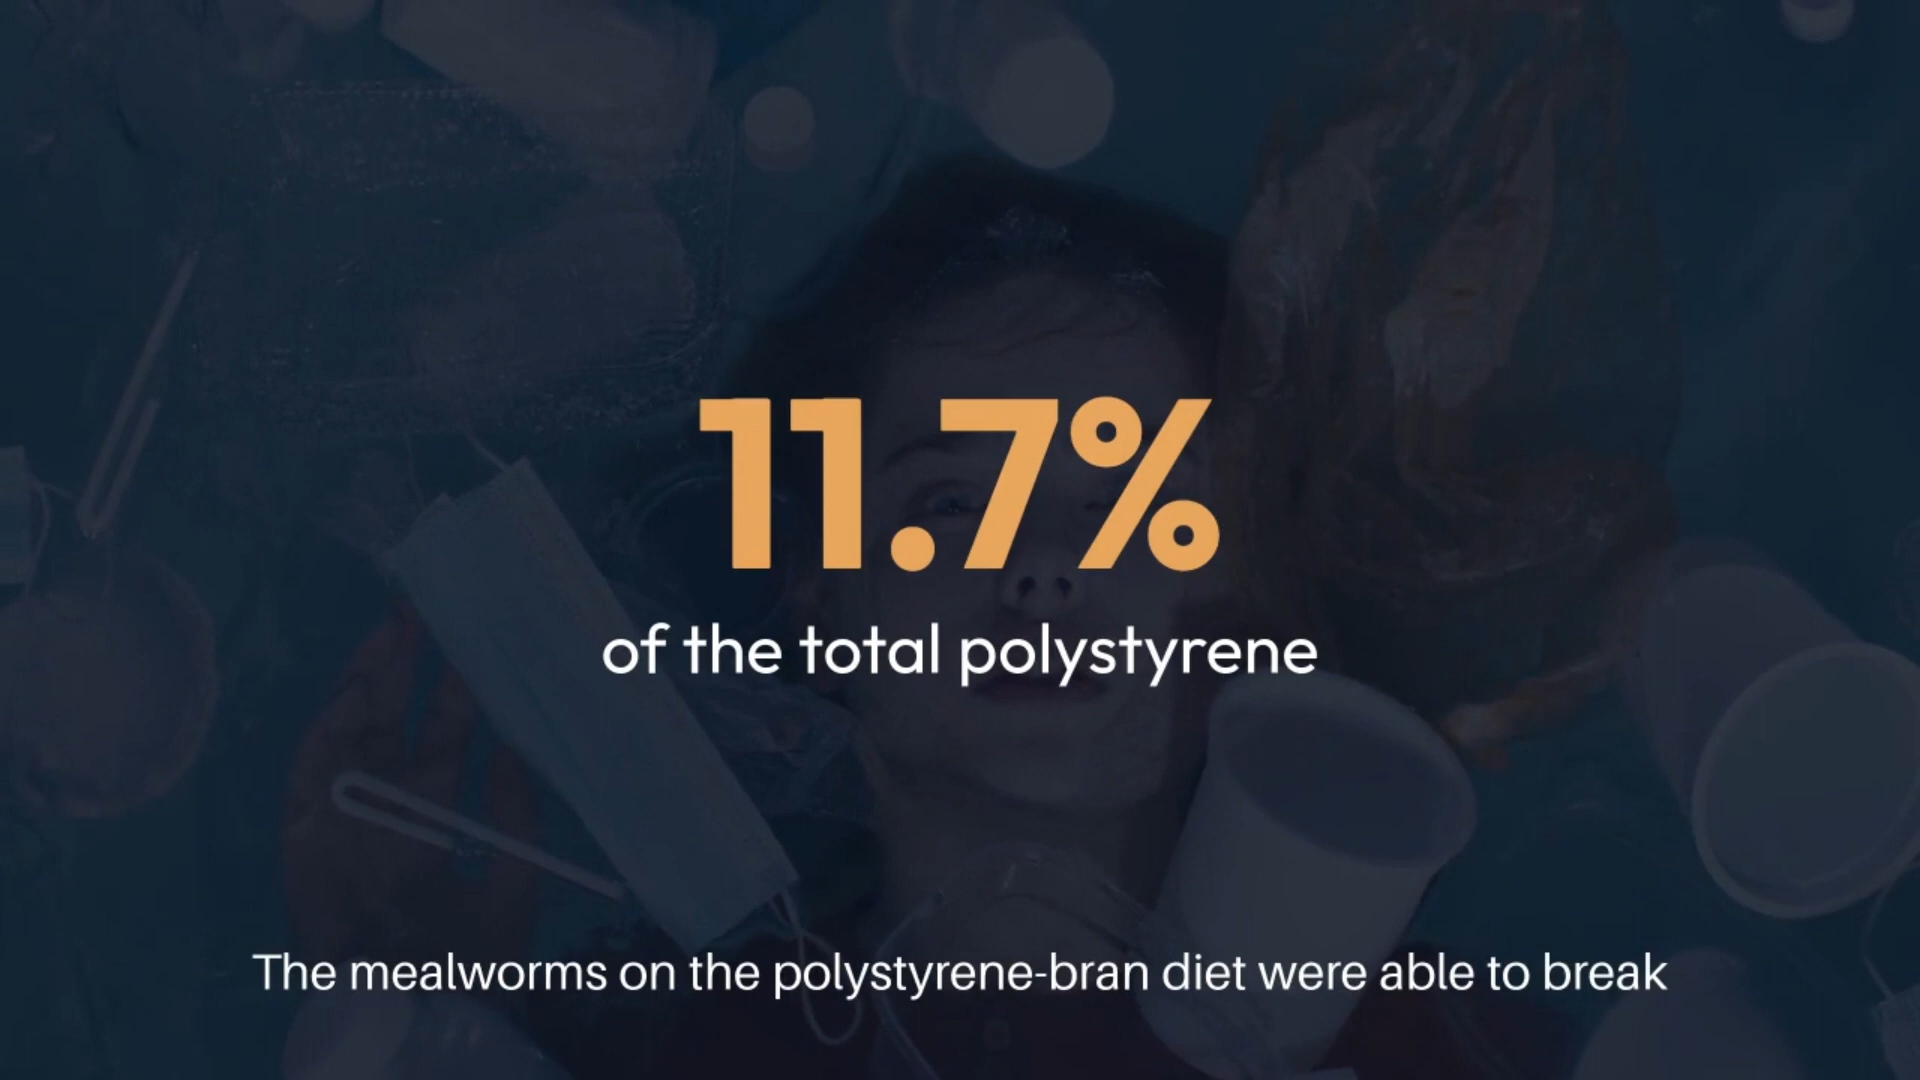 11.7%
of the total polystyrene
The mealworms on the polystyrene-bran diet were able to break